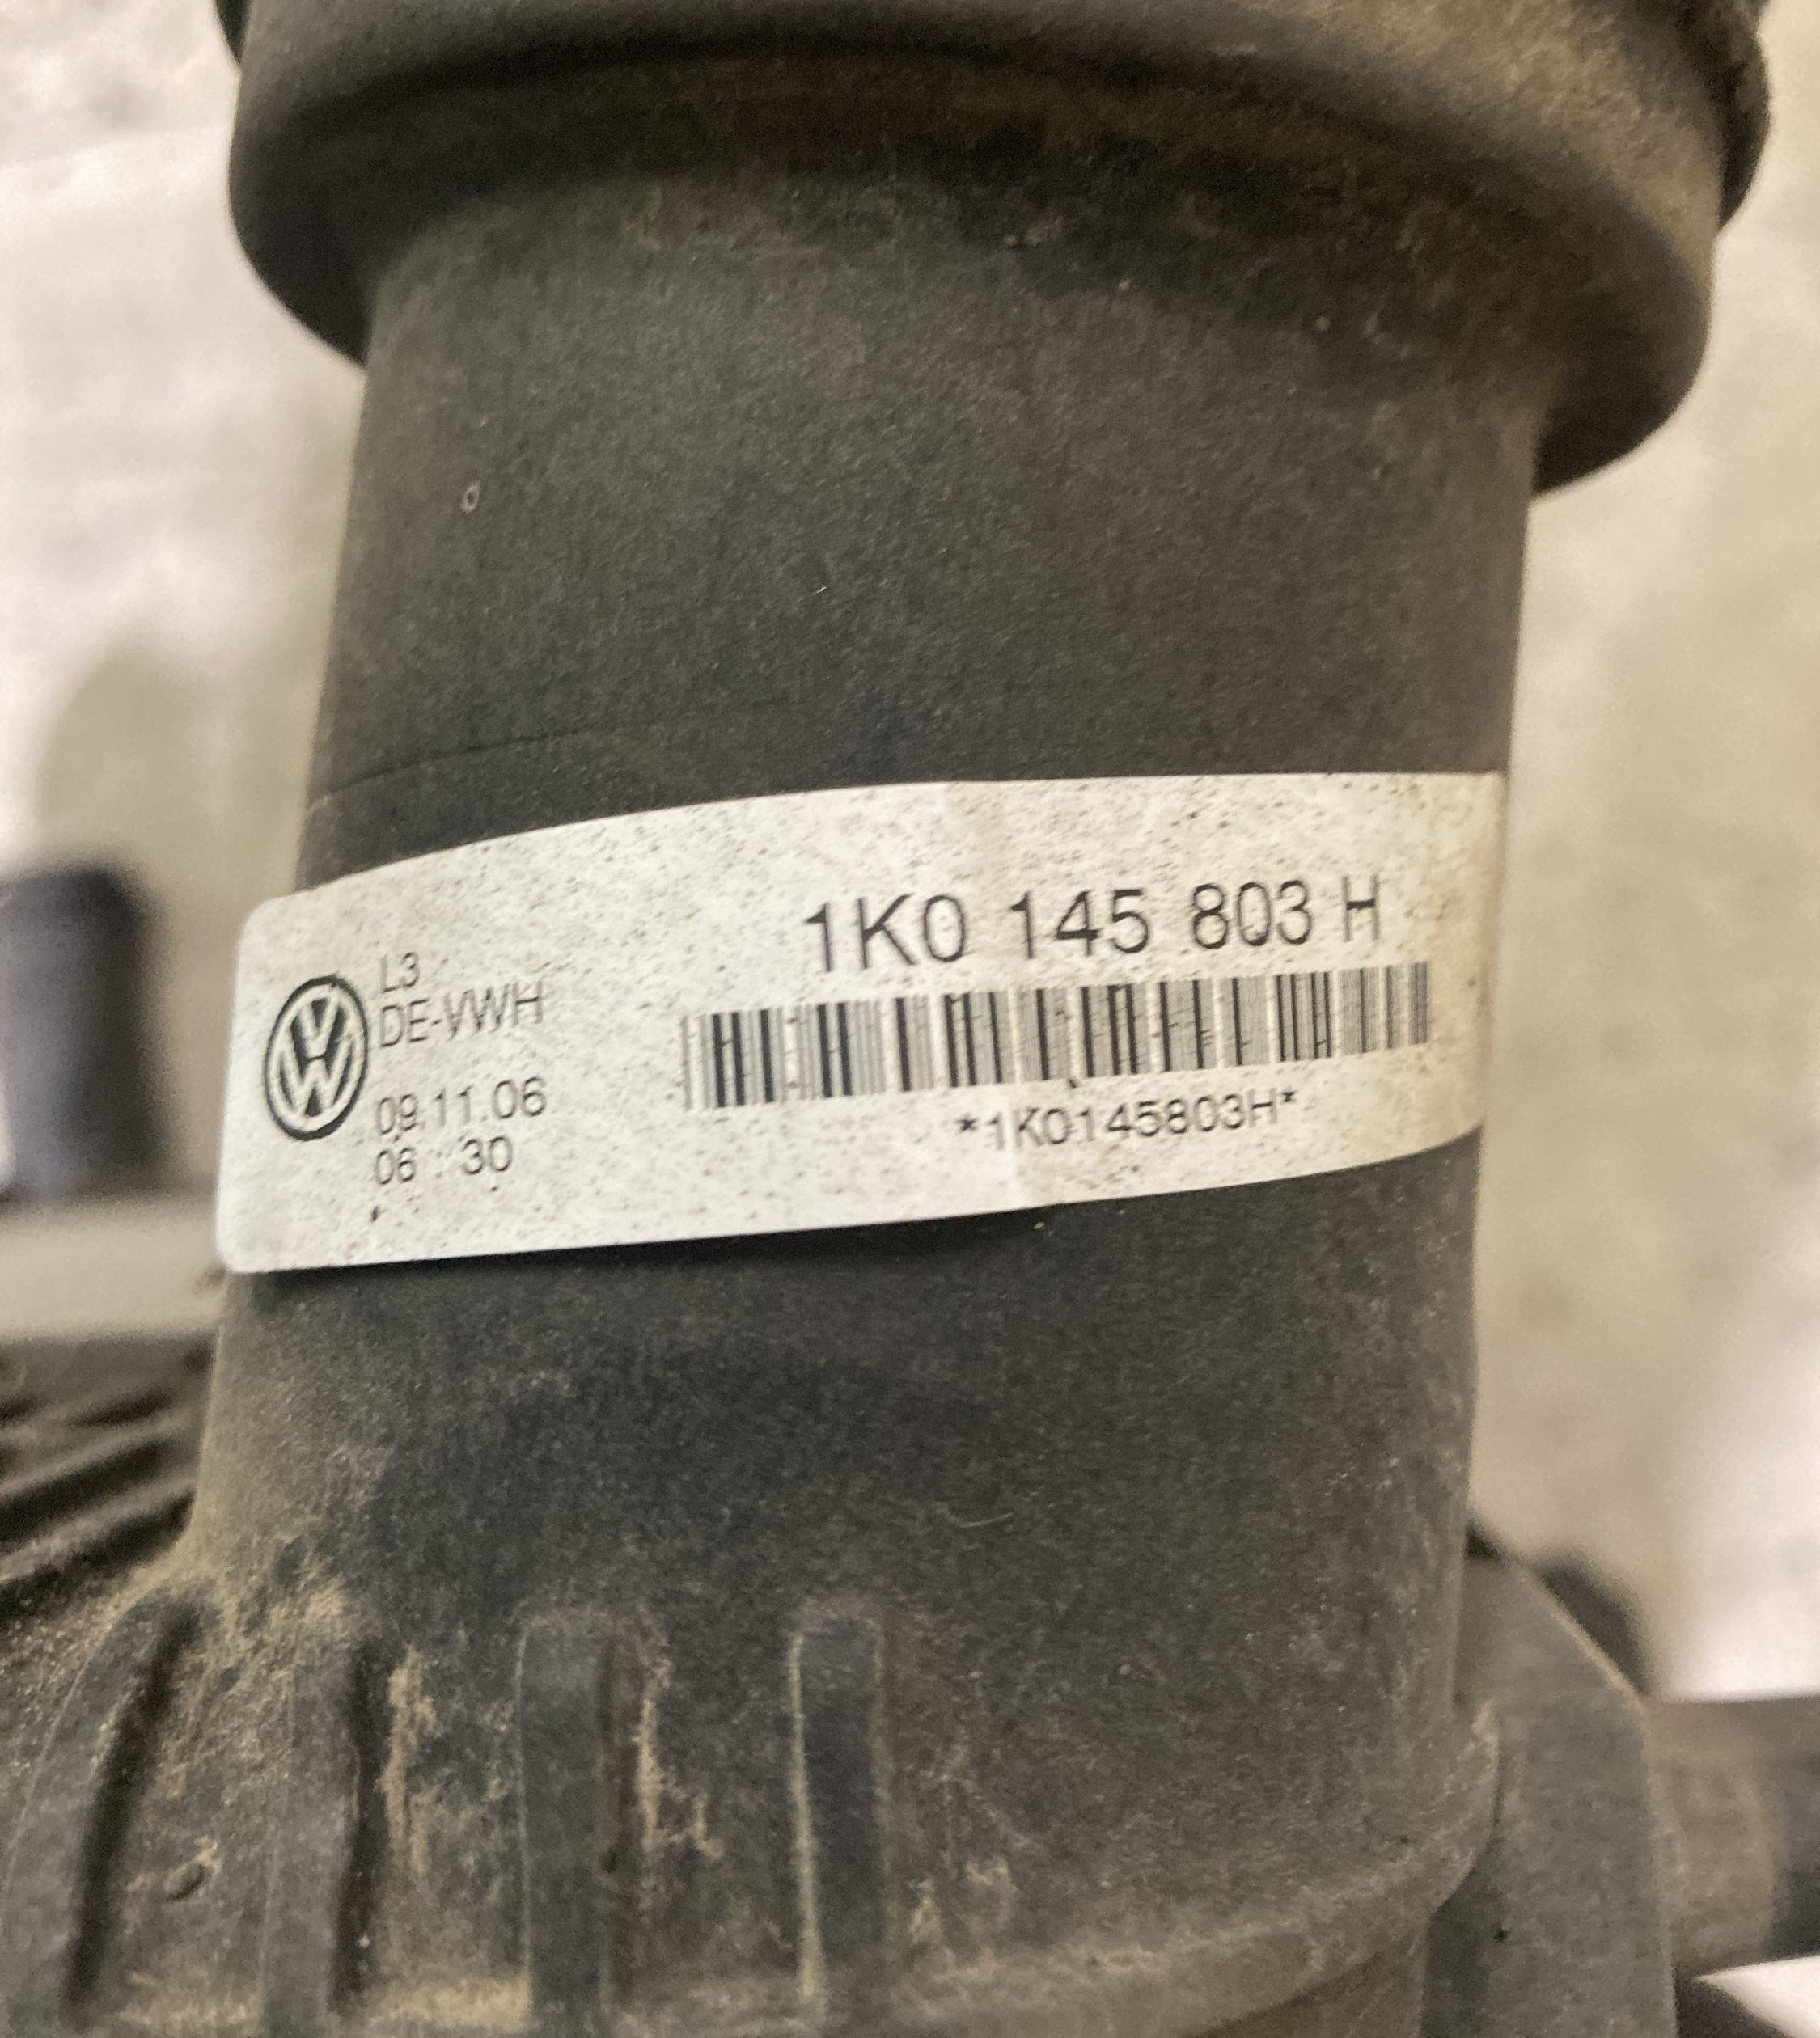 1K0 145 803 H
L3
DE-VWH
09.11.06
06 : 30
*1K0145803H*